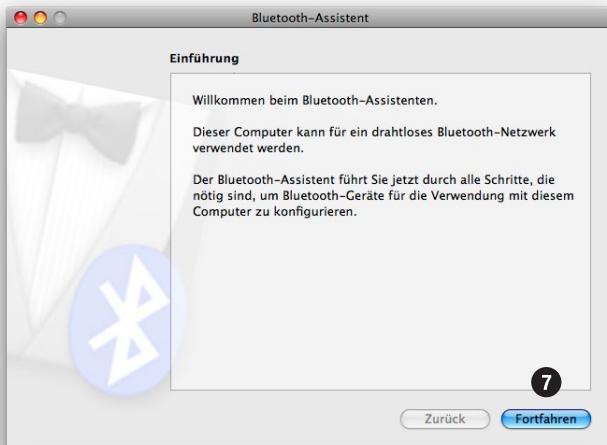 Bluetooth-Assistent
Einführung
Willkommen beim Bluetooth-Assistenten.
Dieser Computer kann für ein drahtloses Bluetooth-Netzwerk
verwendet werden.
Der Bluetooth-Assistent führt Sie jetzt durch alle Schritte, die
nötig sind, um Bluetooth-Geräte für die Verwendung mit diesem
Computer zu konfigurieren.
7
Zurück Fortfahren